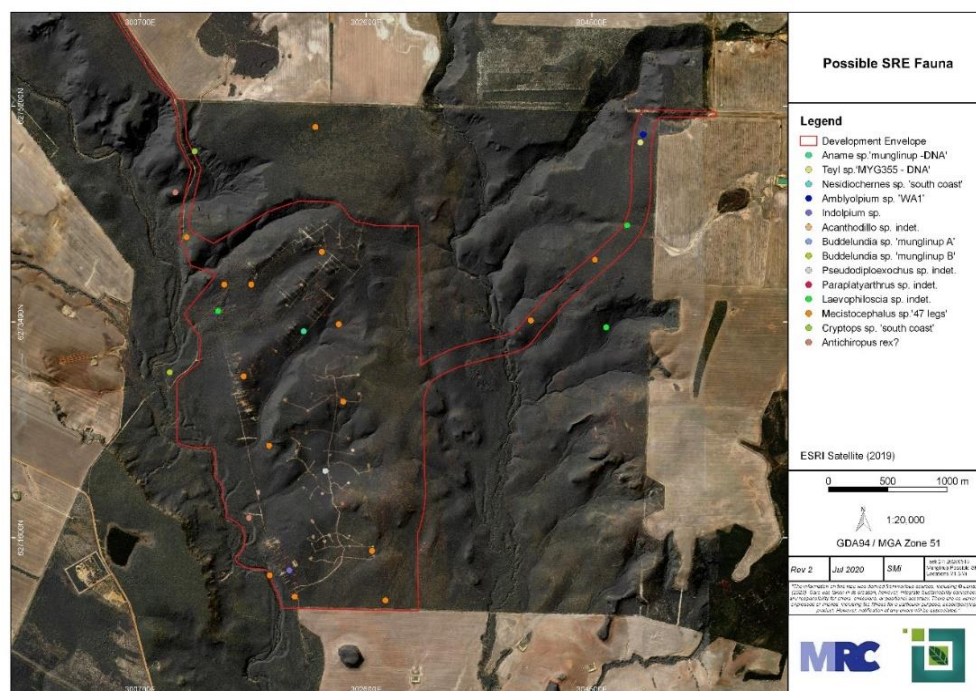 300700E
304600E
Possible SRE Fauna
Legend
Development Envelope
Aname sp.'munglinup -DNA'
Teyl sp.'MYG355 - DNA'
Nesidiochernes sp. 'south coast'
Amblyolpium sp. 'WA1'
Indolpium sp.
Acanthodillo sp. indet.
Buddelundia sp. 'munglinup A'
Buddelundia sp. 'munglinup B'
Pseudodiploexochus sp. indet.
Paraplatyarthrus sp. indet.
Laevophiloscia sp. indet.
Mecistocephalus sp.'47 legs'
Cryptops sp. 'south coast'
Antichiropus rex?
ESRI Satellite (2019)
0 500 1000 m
1:20,000
GDA94 / MGA Zone 51
Rev 2 Jul 2020 SMi
MRC